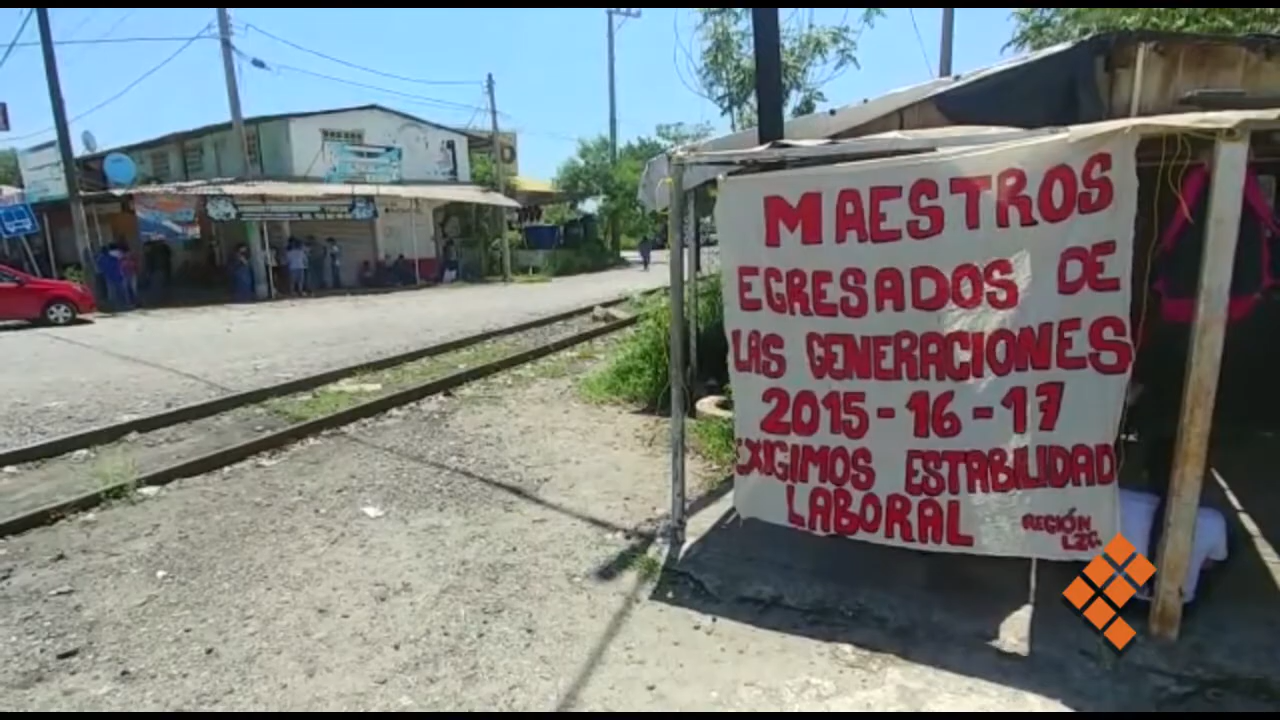 MAESTROS
EGRESADOS DE
LAS GENERACIONES
2015-16-17
EXIGIMOS ESTABILIDAD
LABORAL
REGIÓN
LZC.